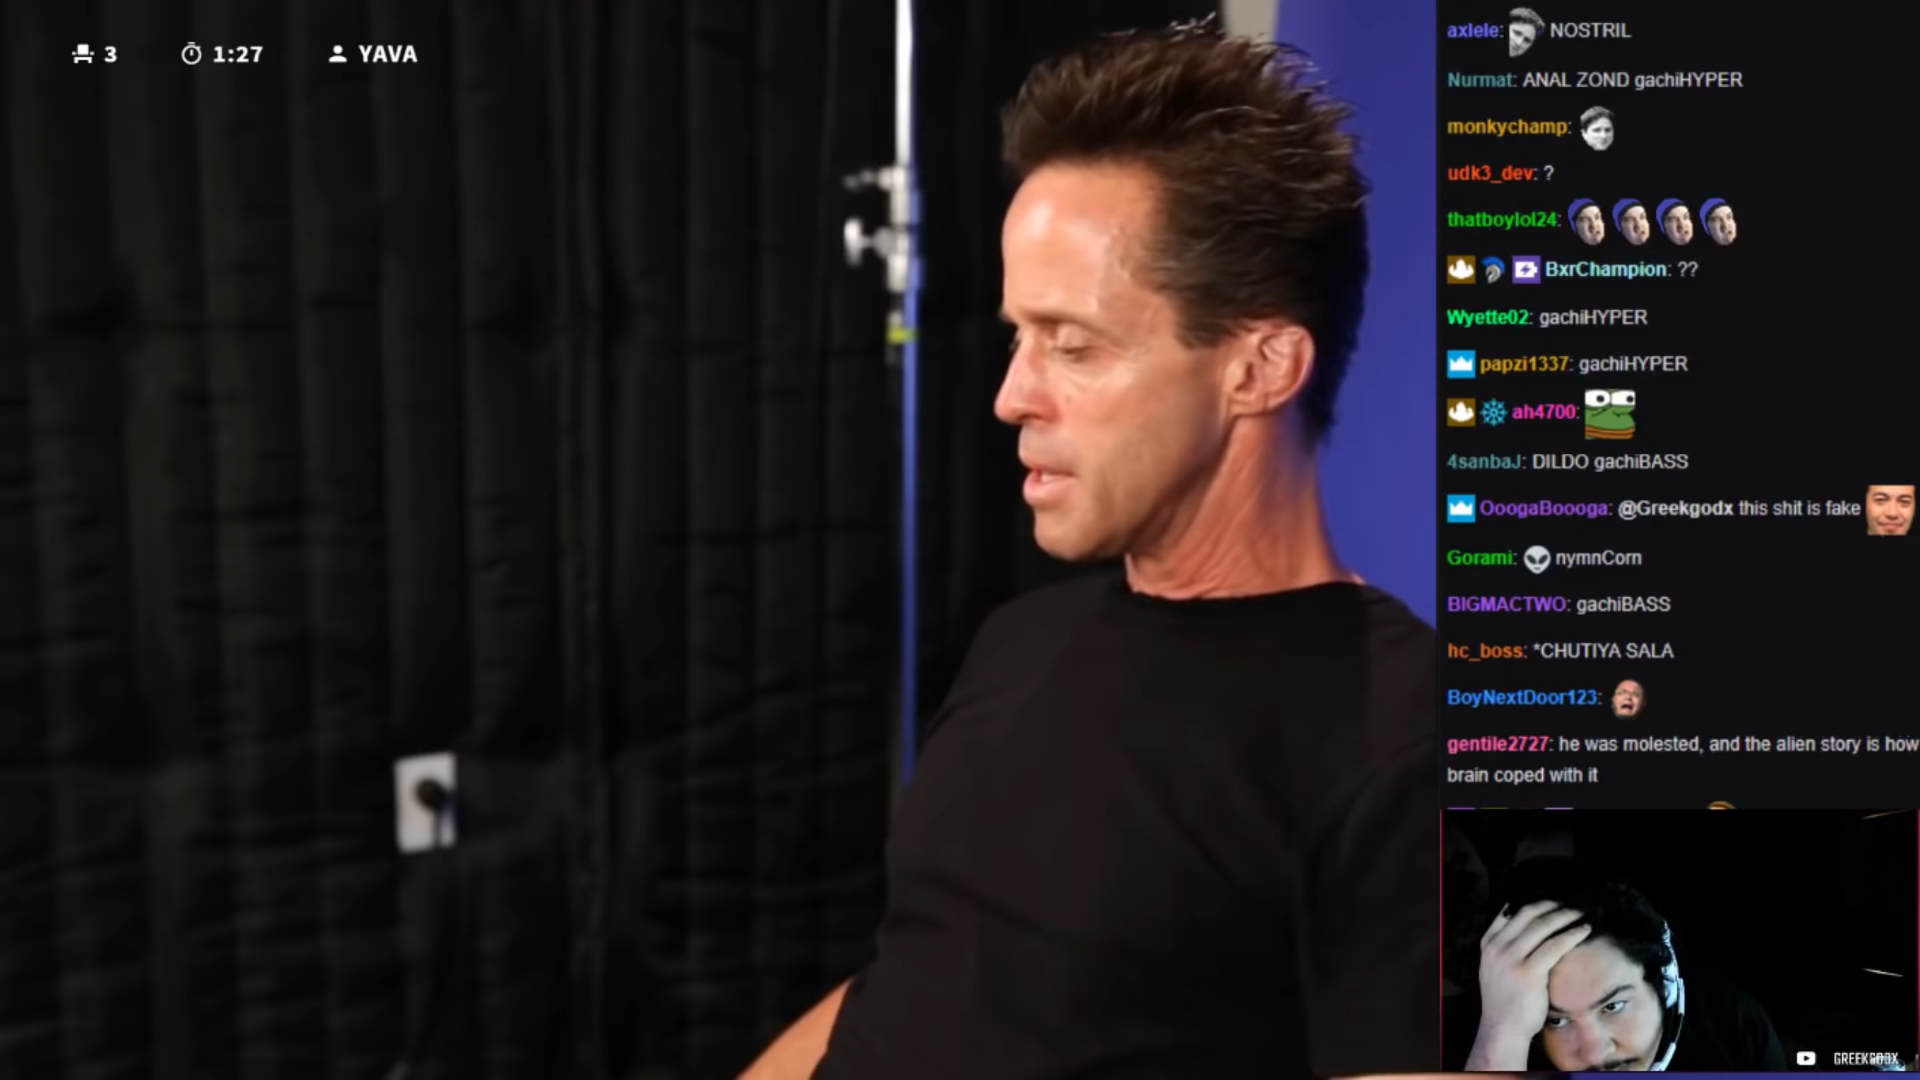 3 1:27 YAVA
axlele: NOSTRIL
Nurmat: ANAL ZOND gachiHYPER
monkychamp:
udk3_dev: ?
thatboylol24:
BxrChampion: ??
Wyette02: gachiHYPER
papzi1337: gachiHYPER
ah4700:
4sanbaJ: DILDO gachiBASS
OoogaBoooga: @Greekgodx this shit is fake
Gorami: nymnCorn
BIGMACTWO: gachiBASS
hc_boss: *CHUTIYA SALA
BoyNextDoor123:
gentile2727: he was molested, and the alien story is how
brain coped with it
GREEKGODX